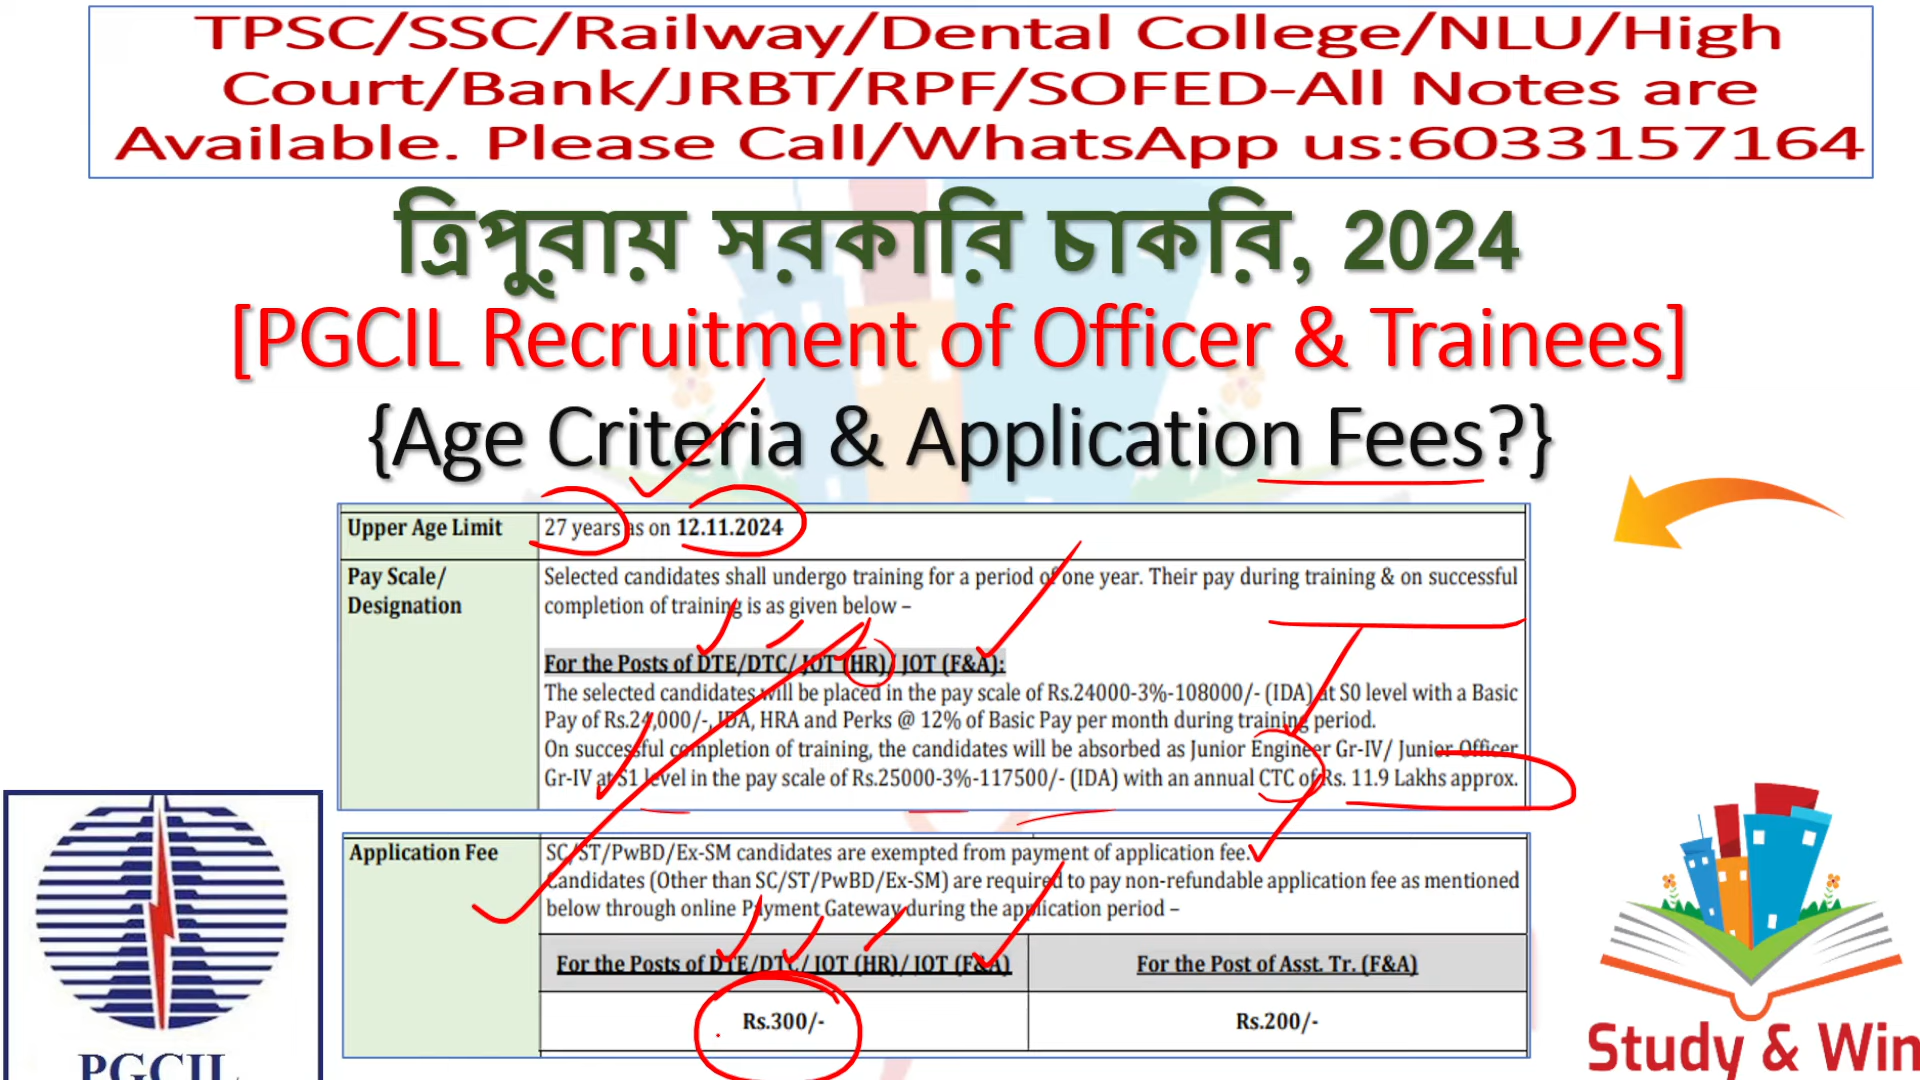 TPSC/SSC/Railway/Dental College/NLU/High
Court/Bank/JRBT/RPF/SOFED-All Notes are
Available. Please Call/WhatsApp us:6033157164
ত্রিপুরায় সরকারি চাকরি, 2024
[PGCIL Recruitment of Officer & Trainees]
{Age Criteria & Application Fees?}
Upper Age Limit
27 years as on 12.11.2024
Pay Scale/
Designation
Selected candidates shall undergo training for a period of one year. Their pay during training & on successful
completion of training is as given below –
For the Posts of DTE/DTC/ JOT (HR)/ JOT (F&A):
The selected candidates will be placed in the pay scale of Rs.24000-3%-108000/- (IDA) at S0 level with a Basic
Pay of Rs.24,000/-, IDA, HRA and Perks @ 12% of Basic Pay per month during training period.
On successful completion of training, the candidates will be absorbed as Junior Engineer Gr-IV/ Junior Officer
Gr-IV at S1 level in the pay scale of Rs.25000-3%-117500/- (IDA) with an annual CTC of Rs. 11.9 Lakhs approx.
Application Fee
SC/ST/PwBD/Ex-SM candidates are exempted from payment of application fee.
Candidates (Other than SC/ST/PwBD/Ex-SM) are required to pay non-refundable application fee as mentioned
below through online Payment Gateway during the application period –
For the Posts of DTE/DTC/ JOT (HR)/ JOT (F&A)
For the Post of Asst. Tr. (F&A)
Rs.300/-
Rs.200/-
PGCIL
Study & Win